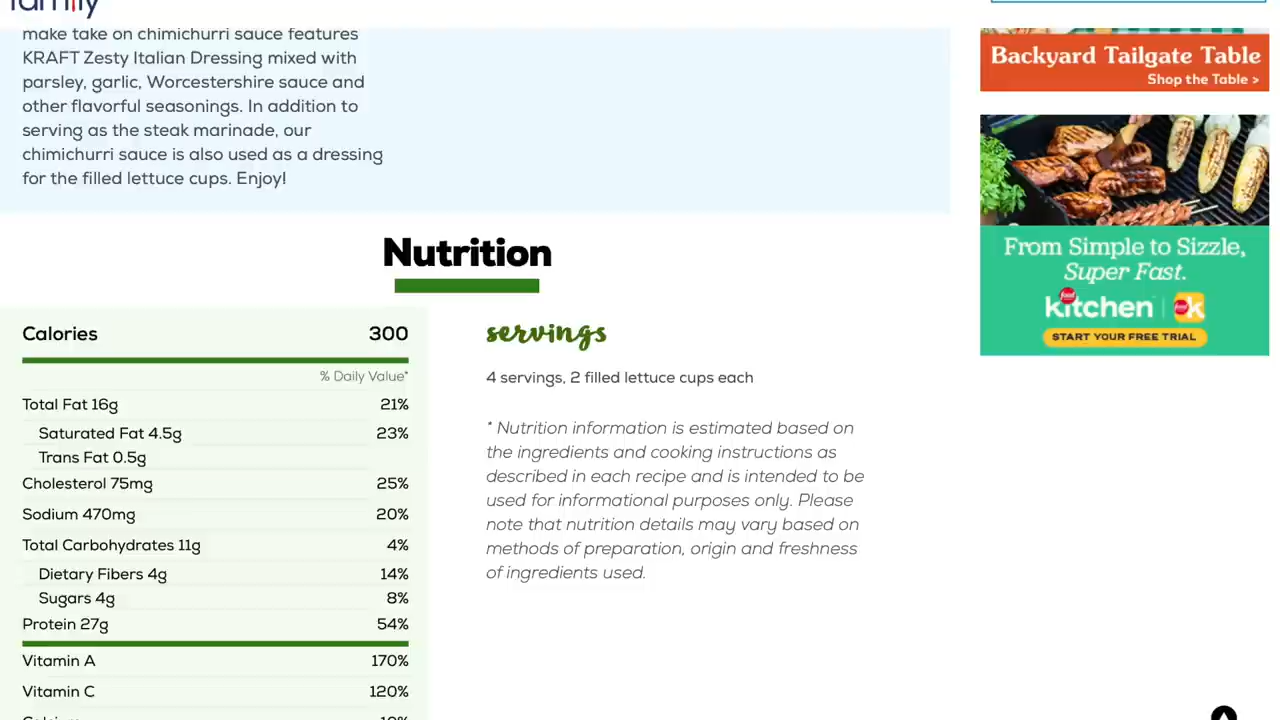 family
make take on chimichurri sauce features
KRAFT Zesty Italian Dressing mixed with
parsley, garlic, Worcestershire sauce and
other flavorful seasonings. In addition to
serving as the steak marinade, our
chimichurri sauce is also used as a dressing
for the filled lettuce cups. Enjoy!
Nutrition
Calories 300
% Daily Value*
Total Fat 16g 21%
Saturated Fat 4.5g 23%
Trans Fat 0.5g
Cholesterol 75mg 25%
Sodium 470mg 20%
Total Carbohydrates 11g 4%
Dietary Fibers 4g 14%
Sugars 4g 8%
Protein 27g 54%
Vitamin A 170%
Vitamin C 120%
Calcium 10%
servings
4 servings, 2 filled lettuce cups each
* Nutrition information is estimated based on
the ingredients and cooking instructions as
described in each recipe and is intended to be
used for informational purposes only. Please
note that nutrition details may vary based on
methods of preparation, origin and freshness
of ingredients used.
Backyard Tailgate Table
Shop the Table >
From Simple to Sizzle,
Super Fast.
food kitchen | food k
START YOUR FREE TRIAL